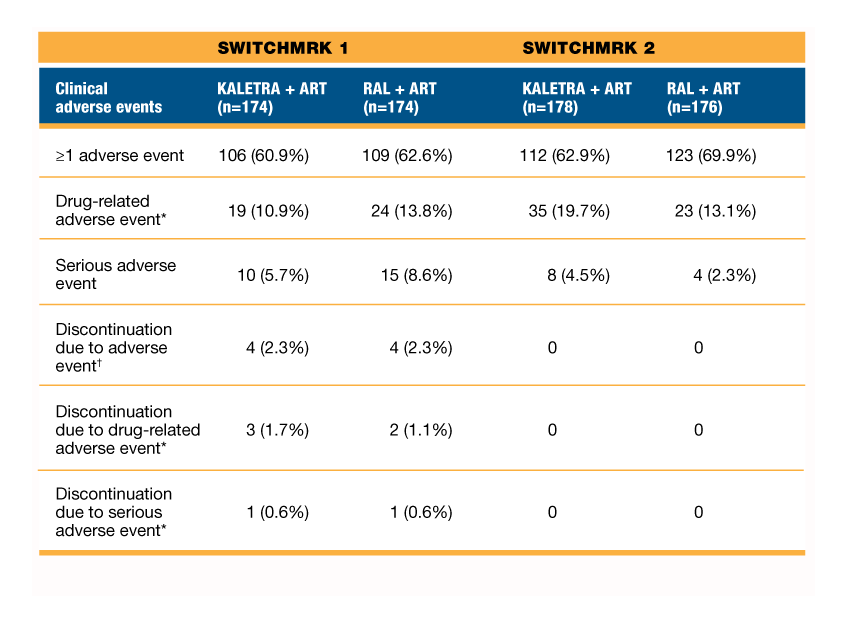 SWITCHMRK 1 SWITCHMRK 2
Clinical KALETRA + ART RAL + ART KALETRA + ART RAL + ART
adverse events (n=174) (n=174) (n=178) (n=176)
≥1 adverse event 106 (60.9%) 109 (62.6%) 112 (62.9%) 123 (69.9%)
Drug-related
adverse event* 19 (10.9%) 24 (13.8%) 35 (19.7%) 23 (13.1%)
Serious adverse
event 10 (5.7%) 15 (8.6%) 8 (4.5%) 4 (2.3%)
Discontinuation
due to adverse 4 (2.3%) 4 (2.3%) 0 0
event†
Discontinuation
due to drug-related 3 (1.7%) 2 (1.1%) 0 0
adverse event*
Discontinuation
due to serious 1 (0.6%) 1 (0.6%) 0 0
adverse event*